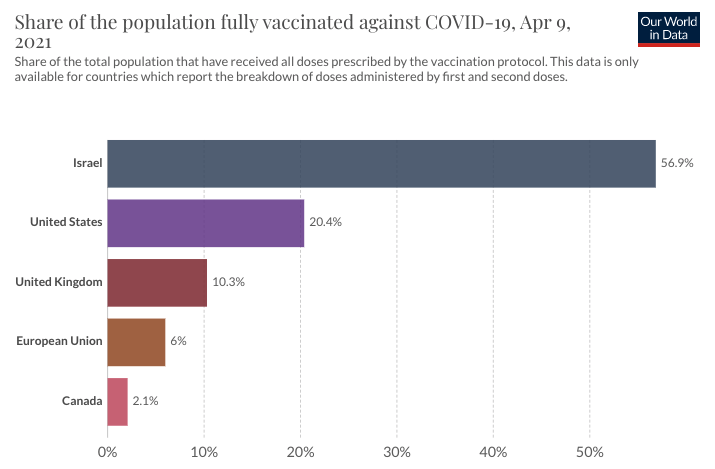 Share of the population fully vaccinated against COVID-19, Apr 9,
2021
Our World
in Data
Share of the total population that have received all doses prescribed by the vaccination protocol. This data is only
available for countries which report the breakdown of doses administered by first and second doses.
Israel
56.9%
United States
20.4%
United Kingdom
10.3%
European Union
6%
Canada
2.1%
0%
10%
20%
30%
40%
50%